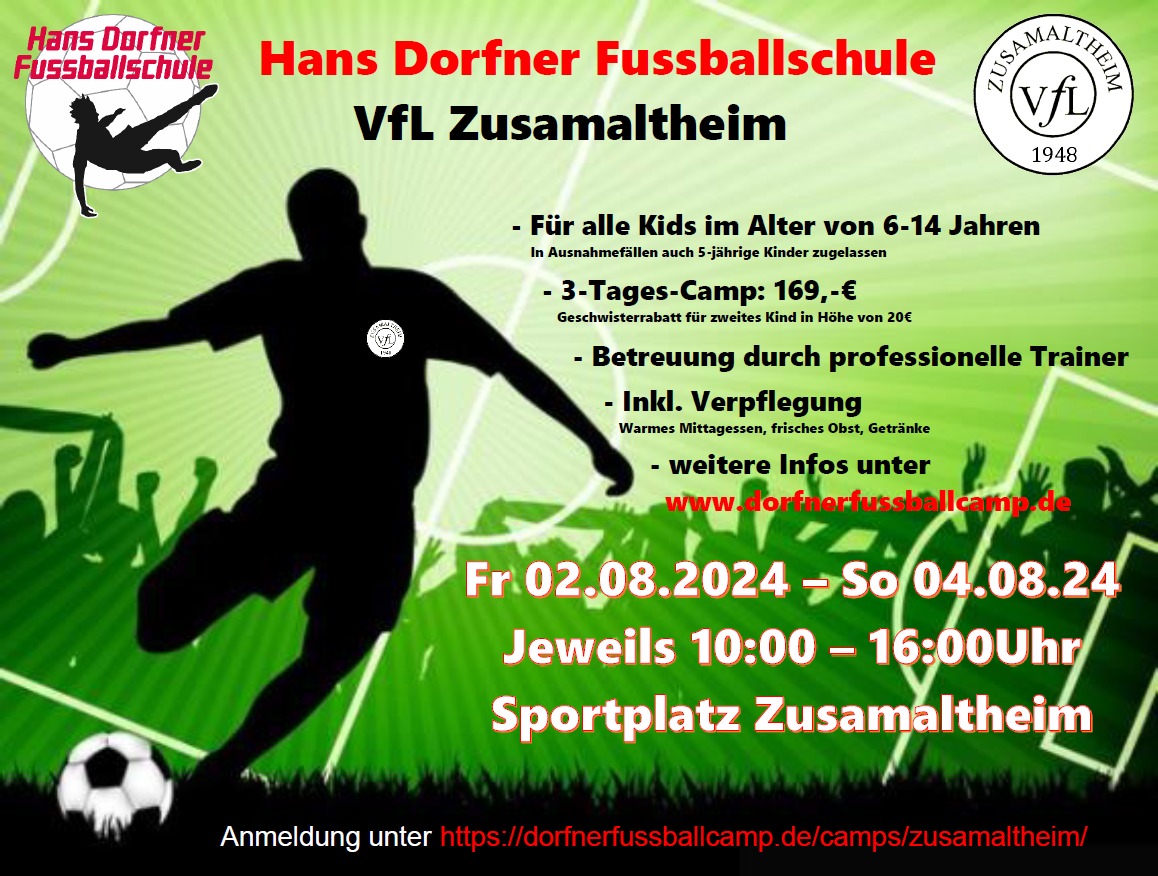 Hans Dorfner
Fussballschule
Hans Dorfner Fussballschule
VfL Zusamaltheim
ZUSAMALTHEIM
VfL
1948
- Für alle Kids im Alter von 6-14 Jahren
In Ausnahmefällen auch 5-jährige Kinder zugelassen
- 3-Tages-Camp: 169,-€
Geschwisterrabatt für zweites Kind in Höhe von 20€
ZUSAMALTHEIM
VfL
1948
- Betreuung durch professionelle Trainer
- Inkl. Verpflegung
Warmes Mittagessen, frisches Obst, Getränke
- weitere Infos unter
www.dorfnerfussballcamp.de
Fr 02.08.2024 – So 04.08.24
Jeweils 10:00 – 16:00Uhr
Sportplatz Zusamaltheim
Anmeldung unter https://dorfnerfussballcamp.de/camps/zusamaltheim/